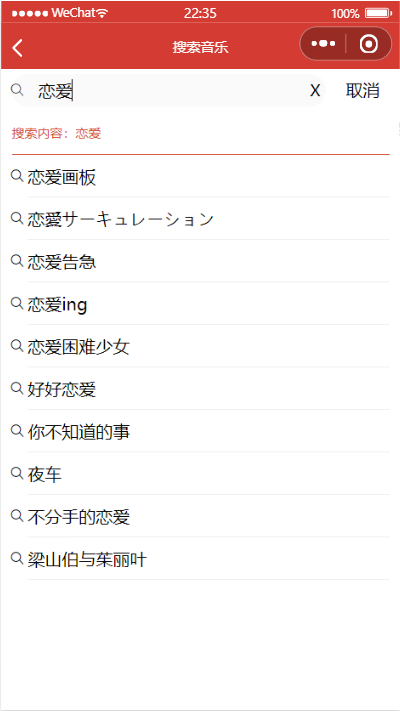 WeChat 22:35 100%
搜索音乐
恋爱 X 取消
搜索内容：恋爱
恋爱画板
恋愛サーキュレーション
恋爱告急
恋爱ing
恋爱困难少女
好好恋爱
你不知道的事
夜车
不分手的恋爱
梁山伯与茱丽叶